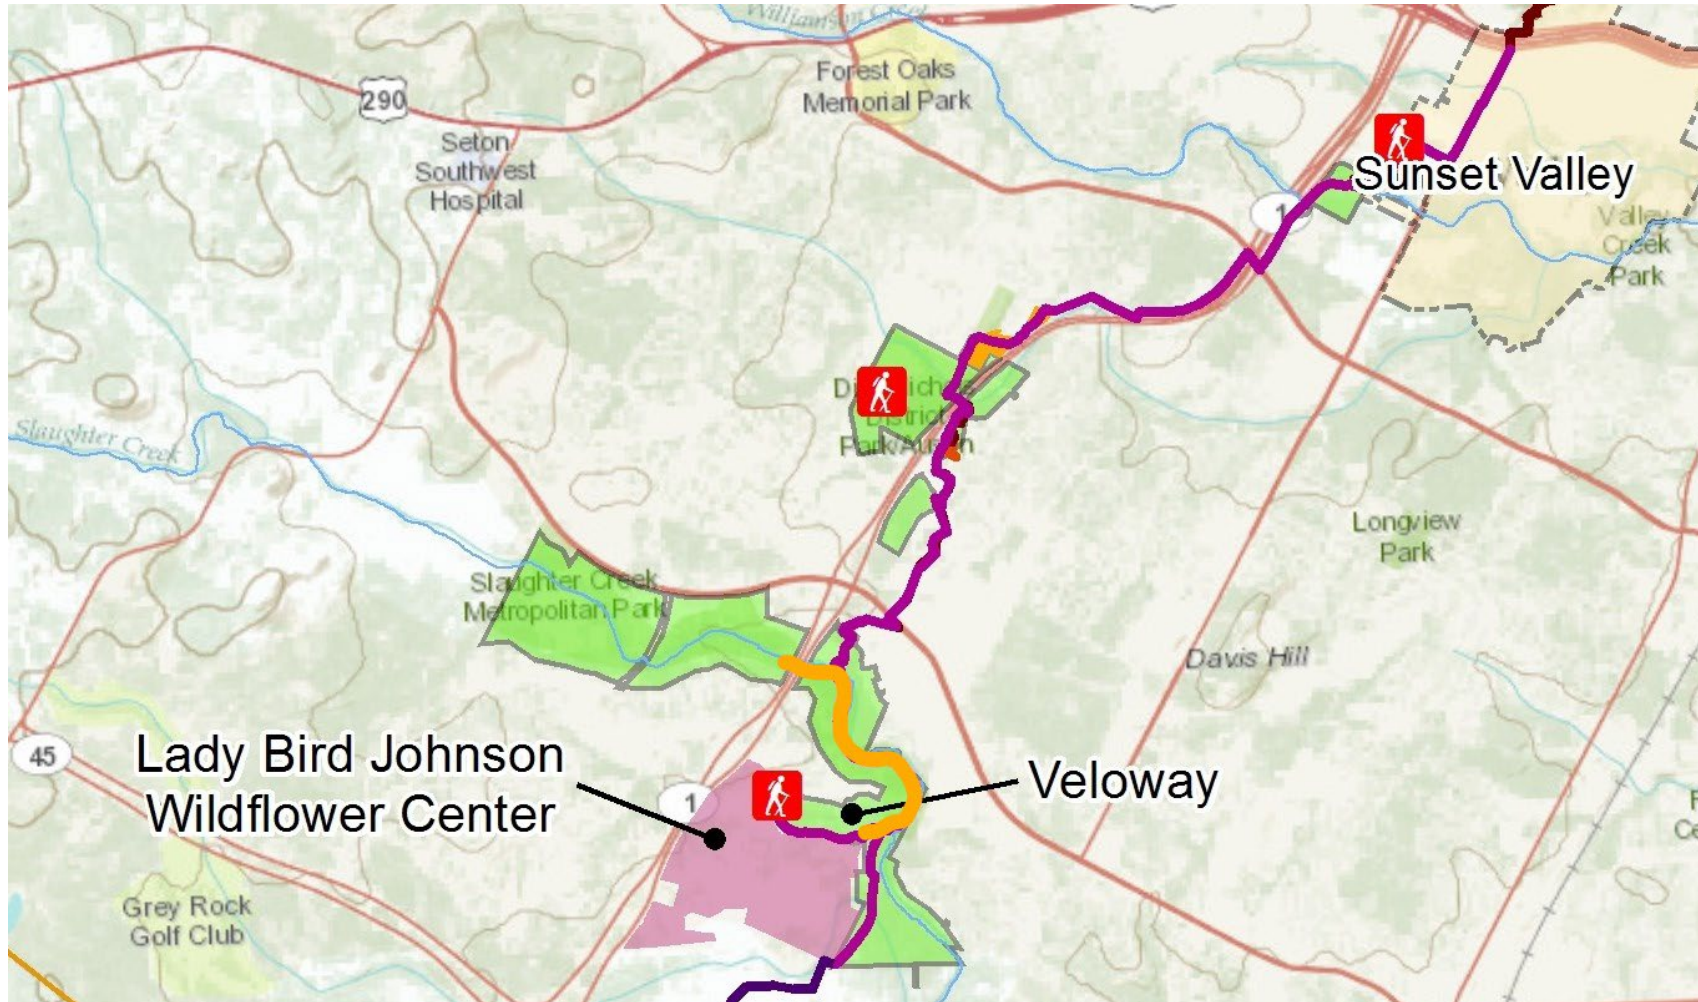 Williamson Creek
Forest Oaks
Memorial Park
290
Seton
Southwest
Hospital
Sunset Valley
1
Valley
Creek
Park
District
Slaughter Creek
Longview
Park
Slaughter Creek
Metropolitan Park
Davis Hill
45
Lady Bird Johnson
Wildflower Center
1
Veloway
Grey Rock
Golf Club